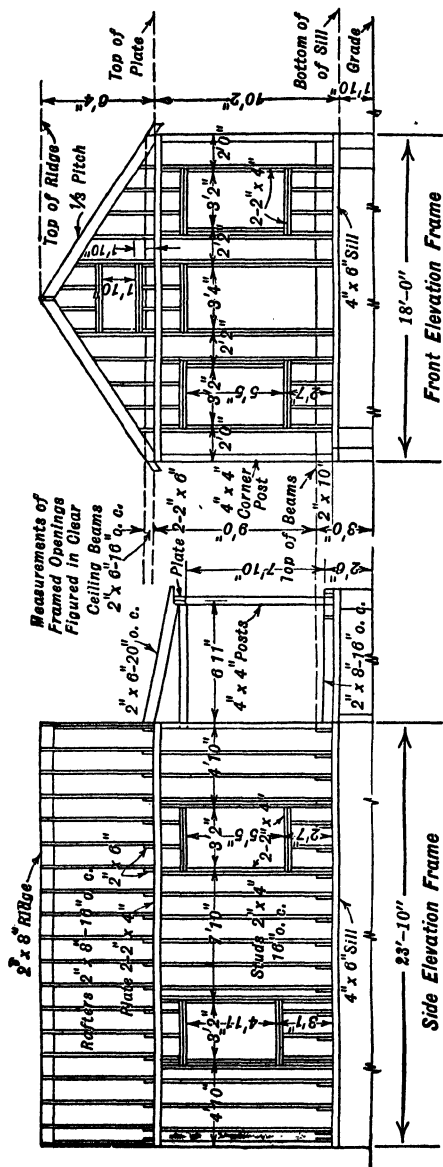 Top of Ridge
1/3 Pitch
6'4"
Top of
Plate
10'2"
Bottom
of Sill
Grade
1'10"
1'10"
1'10"
2'0"
3'2"
2'2"
3'4"
2'2"
3'2"
2'0"
2-2" x 4"
5'5"
2'7"
4" x 6" Sill
18'-0"
Front Elevation Frame
Measurements of
Framed Openings
Figured in Clear
Ceiling Beams
2" x 6"-16" o. c.
Plate 2-2" x 6"
9'0"
4" x 4"
Corner
Post
Top of Beams
2" x 10"
3'0"
2" x 6"-20" o. c.
7'10"
2'6"
6'11"
4" x 4" Posts
2" x 8"-16" o. c.
2" x 8" Ridge
Rafters 2" x 8"-16" o. c.
Plate 2-2" x 4"
2" x 6"
4'10"
3'2"
7'10"
3'2"
4'10"
4'11"
3'1"
Studs 2" x 4"
16" o. c.
2-2" x 4"
5'5"
2'7"
4" x 6" Sill
23'-10"
Side Elevation Frame